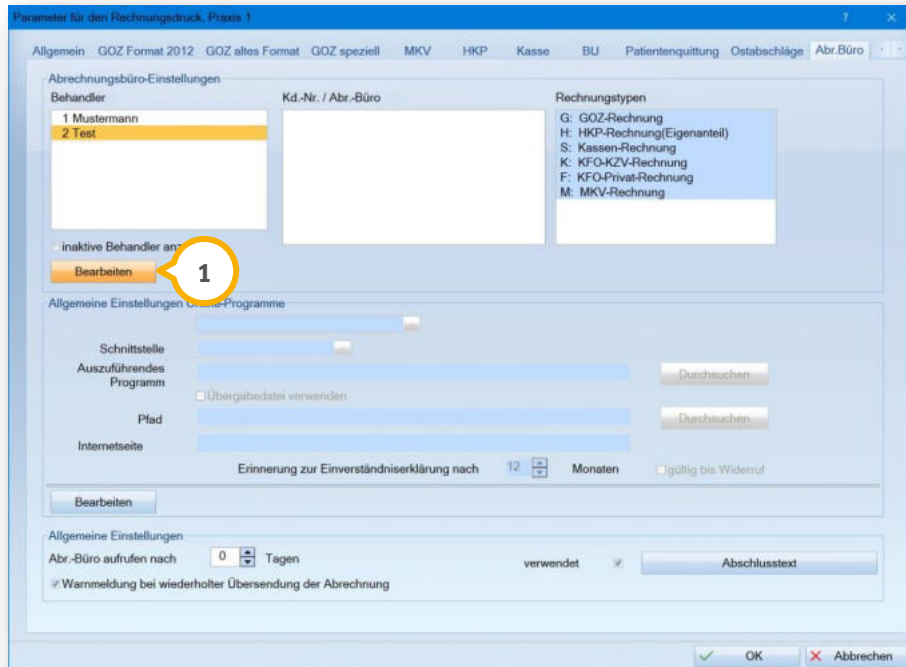 Parameter für den Rechnungsdruck, Praxis 1
Allgemein GOZ Format 2012 GOZ altes Format GOZ speziell MKV HKP Kasse BU Patientenquittung Ostabschläge Abr.Büro
Abrechnungsbüro-Einstellungen
Behandler Kd.-Nr. / Abr.-Büro Rechnungstypen
1 Mustermann
2 Test
G: GOZ-Rechnung
H: HKP-Rechnung(Eigenanteil)
S: Kassen-Rechnung
K: KFO-KZV-Rechnung
F: KFO-Privat-Rechnung
M: MKV-Rechnung
inaktive Behandler
Bearbeiten 1
Allgemeine Einstellungen
Schnittstelle
Auszuführendes
Programm
Durchsuchen
Übergabedatei verwenden
Pfad Durchsuchen
Internetseite
Erinnerung zur Einverständniserklärung nach 12 Monaten gültig bis Widerruf
Bearbeiten
Allgemeine Einstellungen
Abr.-Büro aufrufen nach 0 Tagen verwendet Abschlusstext
Warnmeldung bei wiederholter Übersendung der Abrechnung
OK Abbrechen